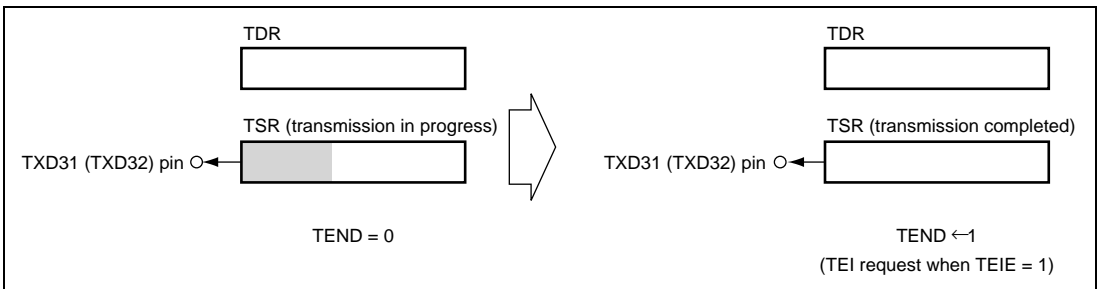 TDR
TSR (transmission in progress)
TXD31 (TXD32) pin
TEND = 0
TDR
TSR (transmission completed)
TXD31 (TXD32) pin
TEND ←1
(TEI request when TEIE = 1)